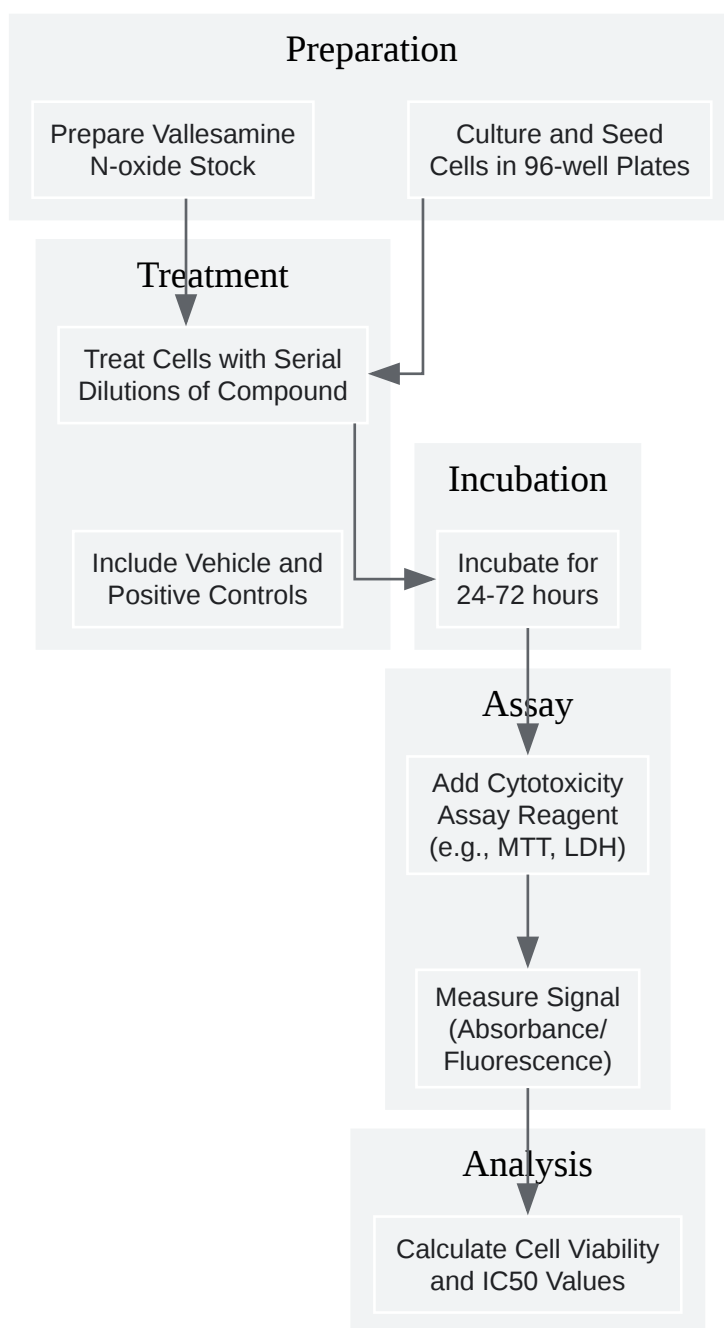 Preparation
Prepare Vallesamine
N-oxide Stock
Culture and Seed
Cells in 96-well Plates
Treatment
Treat Cells with Serial
Dilutions of Compound
Include Vehicle and
Positive Controls
Incubation
Incubate for
24-72 hours
Assay
Add Cytotoxicity
Assay Reagent
(e.g., MTT, LDH)
Measure Signal
(Absorbance/
Fluorescence)
Analysis
Calculate Cell Viability
and IC50 Values